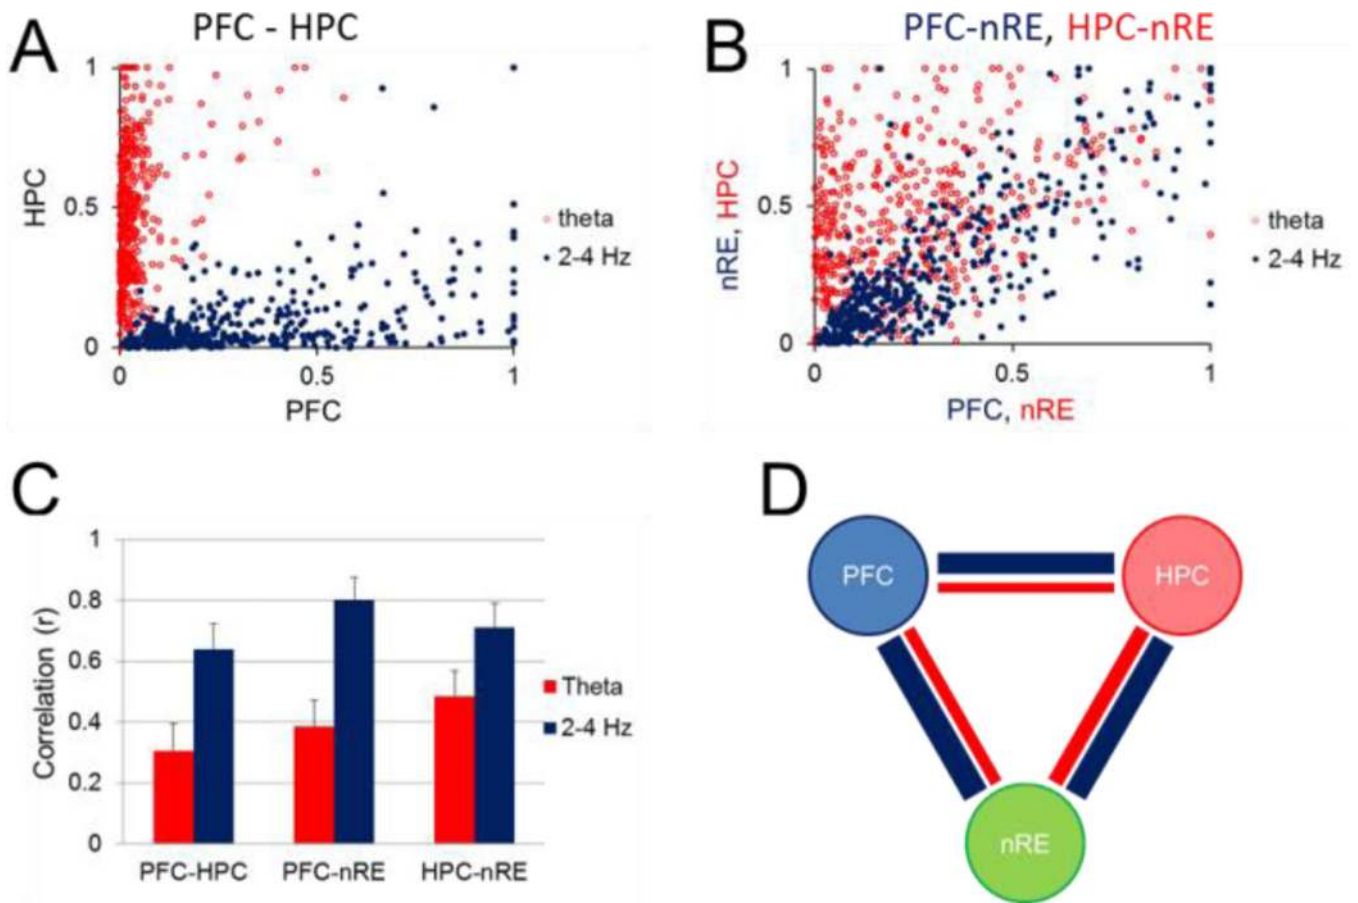 A
PFC - HPC
1
0.5
0
HPC
0
0.5
1
PFC
theta
2-4 Hz
B
PFC-nRE, HPC-nRE
1
0.5
0
nRE, HPC
0
0.5
1
PFC, nRE
theta
2-4 Hz
C
1
0.8
0.6
0.4
0.2
0
Correlation (r)
PFC-HPC
PFC-nRE
HPC-nRE
Theta
2-4 Hz
D
PFC
HPC
nRE